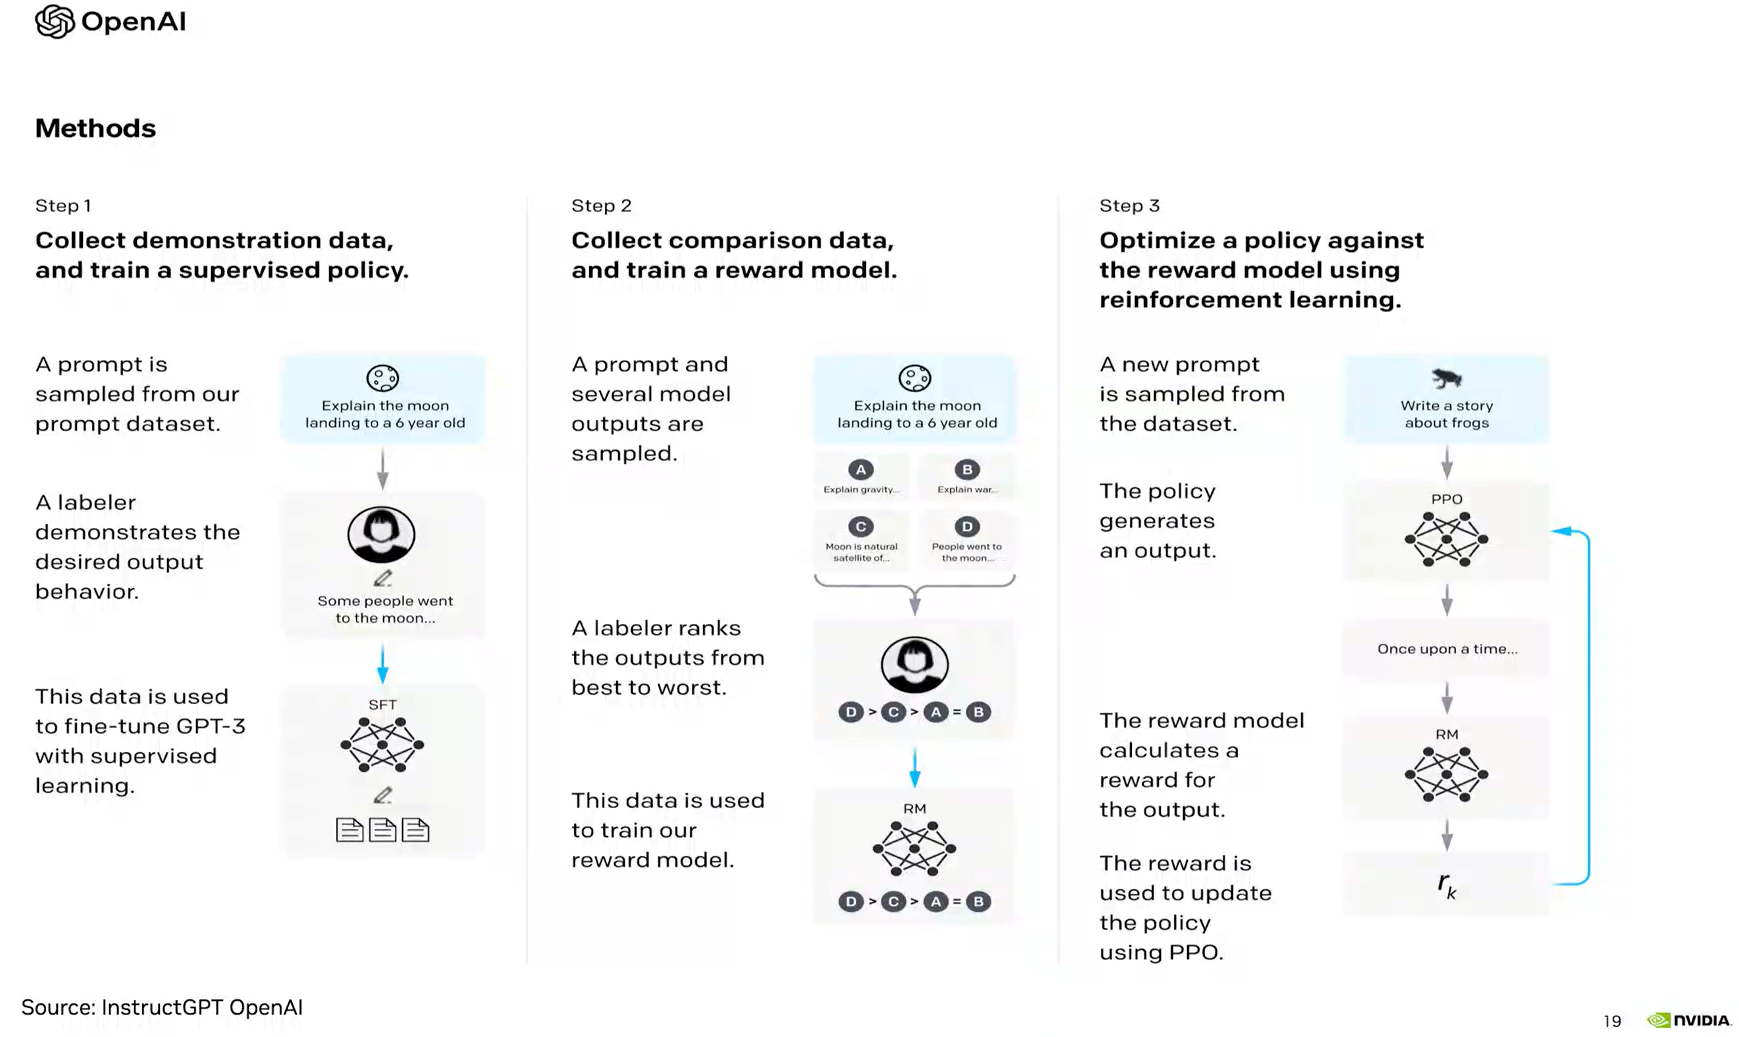 OpenAI
Methods
Step 1
Collect demonstration data,
and train a supervised policy.
A prompt is
sampled from our
prompt dataset.
Explain the moon
landing to a 6 year old
A labeler
demonstrates the
desired output
behavior.
Some people went
to the moon...
This data is used
to fine-tune GPT-3
with supervised
learning.
SFT
Step 2
Collect comparison data,
and train a reward model.
A prompt and
several model
outputs are
sampled.
Explain the moon
landing to a 6 year old
A
Explain gravity...
B
Explain war...
C
Moon is natural
satellite of...
D
People went to
the moon...
A labeler ranks
the outputs from
best to worst.
D > C > A = B
This data is used
to train our
reward model.
RM
D > C > A = B
Step 3
Optimize a policy against
the reward model using
reinforcement learning.
A new prompt
is sampled from
the dataset.
Write a story
about frogs
The policy
generates
an output.
PPO
Once upon a time...
The reward model
calculates a
reward for
the output.
RM
The reward is
used to update
the policy
using PPO.
rk
Source: InstructGPT OpenAI
19
NVIDIA.